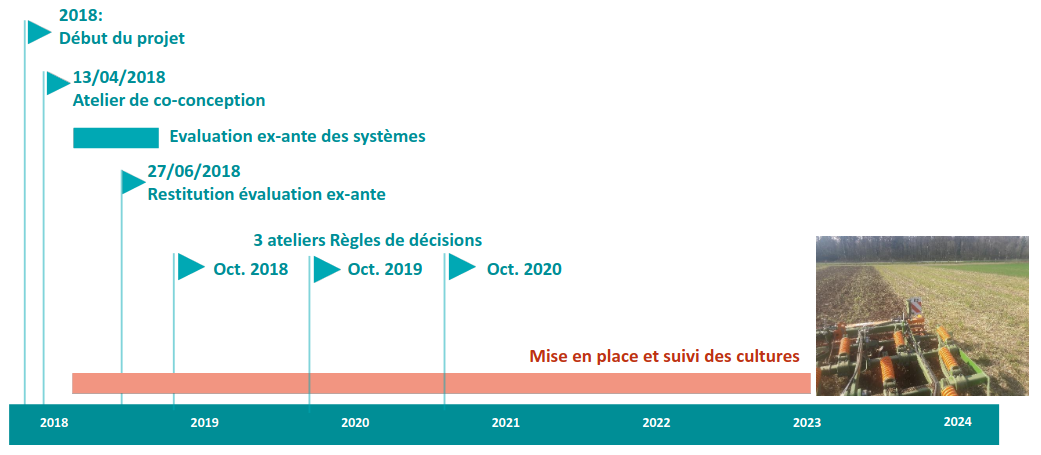 2018:
Début du projet
13/04/2018
Atelier de co-conception
Evaluation ex-ante des systèmes
27/06/2018
Restitution évaluation ex-ante
3 ateliers Règles de décisions
Oct. 2018
Oct. 2019
Oct. 2020
Mise en place et suivi des cultures
2018
2019
2020
2021
2022
2023
2024